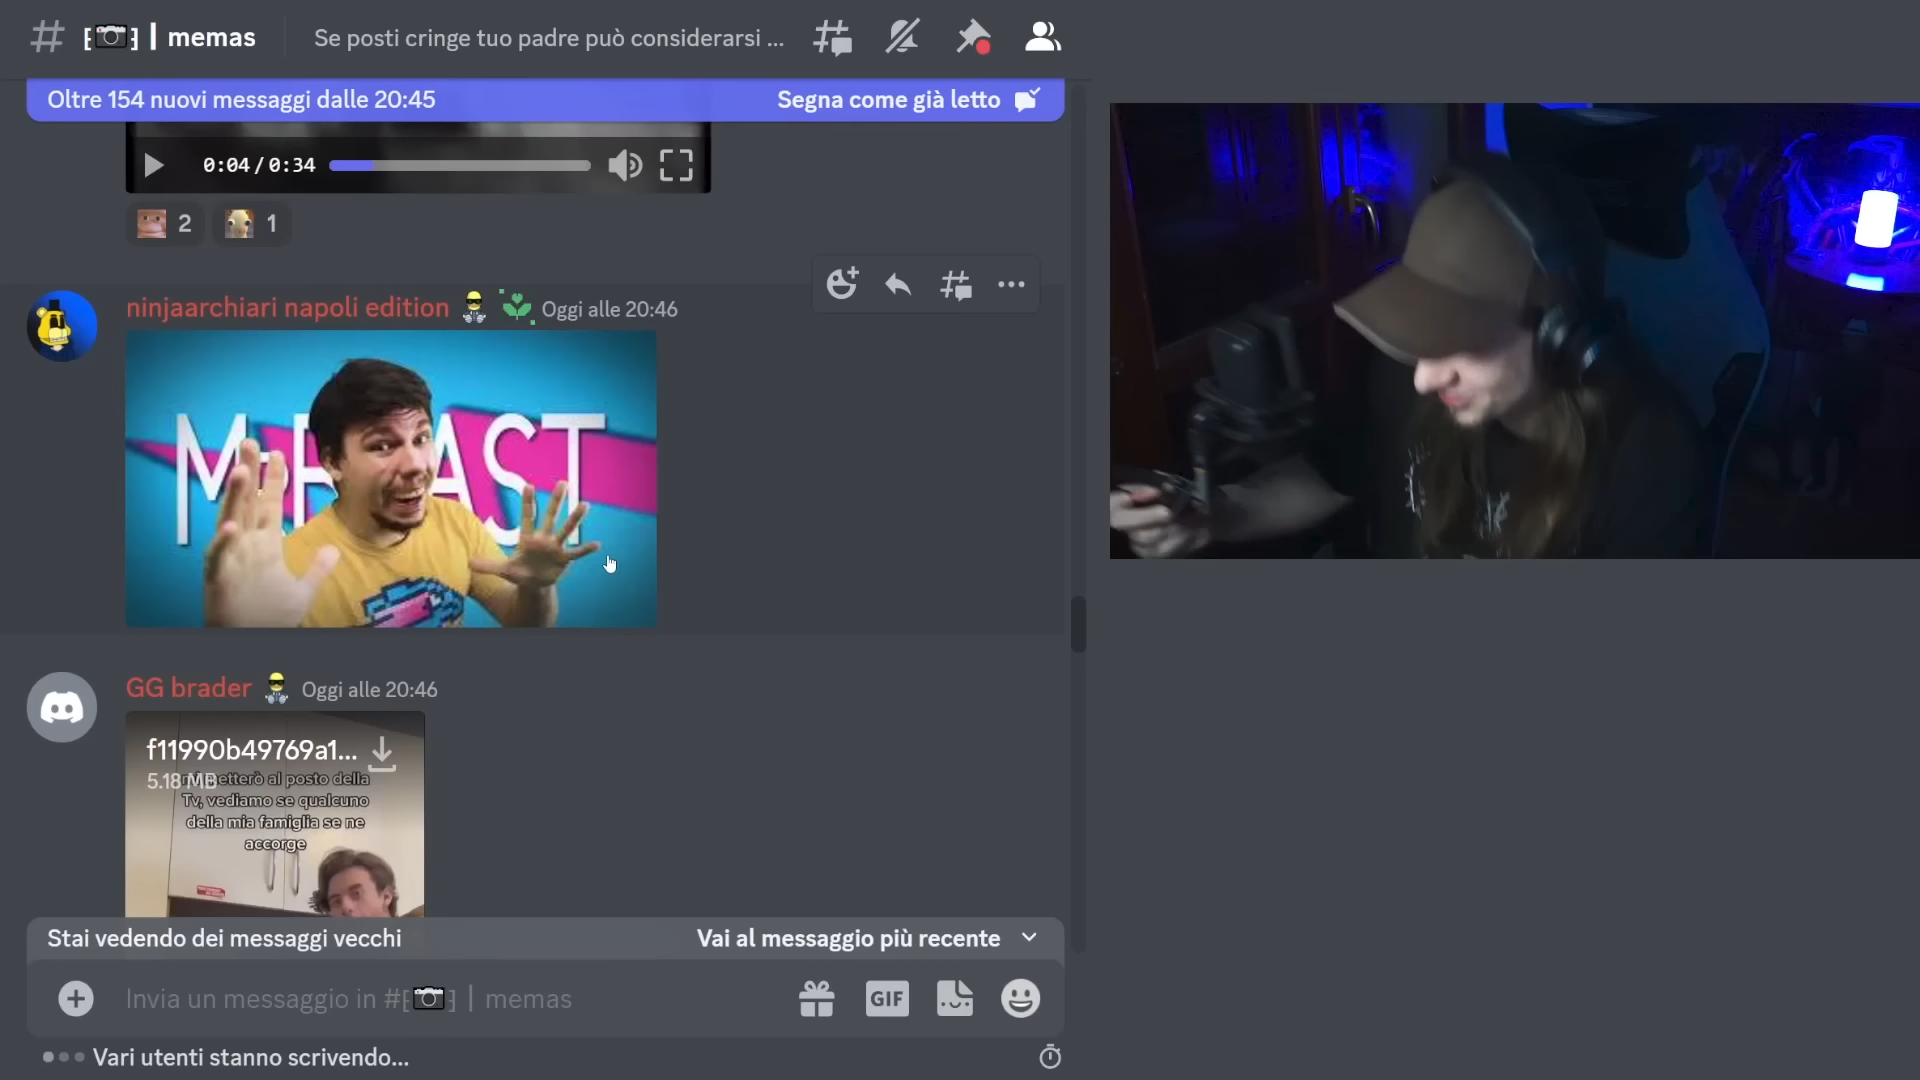 [📷] | memas
Se posti cringe tuo padre può considerarsi ...
Oltre 154 nuovi messaggi dalle 20:45
Segna come già letto
0:04 / 0:34
2
1
ninjaarchiari napoli edition
Oggi alle 20:46
GG brader
Oggi alle 20:46
f11990b49769a1...
5.18 MB
al posto della
Tv, vediamo se qualcuno
della mia famiglia se ne
accorge
Stai vedendo dei messaggi vecchi
Vai al messaggio più recente
Invia un messaggio in #[📷] | memas
GIF
Vari utenti stanno scrivendo...